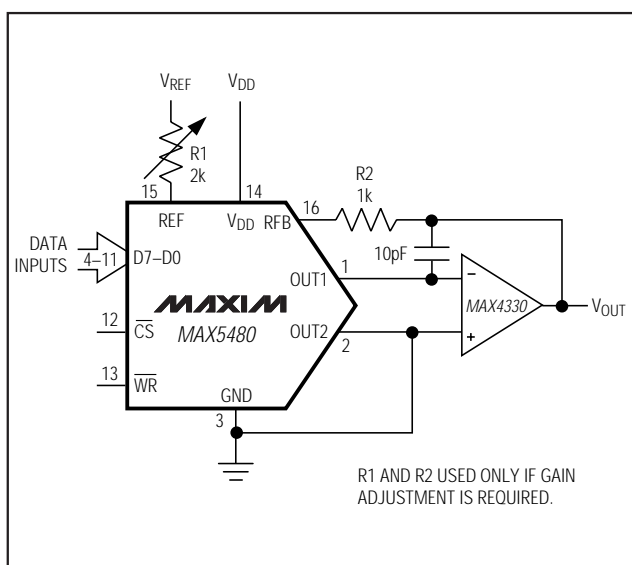 VREF VDD
R1
2k
15 14
REF VDD RFB
16
R2
1k
10pF
DATA
INPUTS
4–11
D7–D0
OUT1
1
MAXIM
MAX5480
–
MAX4330
+
VOUT
12
CS
OUT2
2
13
WR
GND
3
R1 AND R2 USED ONLY IF GAIN
ADJUSTMENT IS REQUIRED.